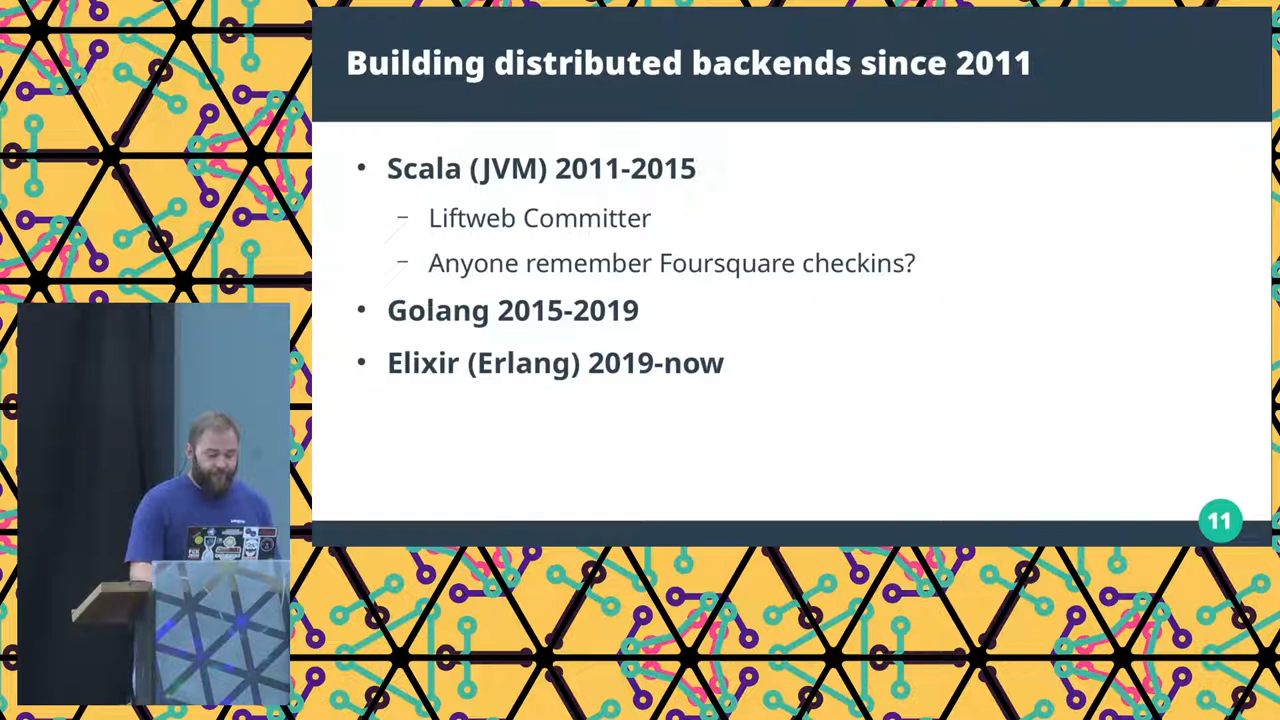 Building distributed backends since 2011
• Scala (JVM) 2011-2015
– Liftweb Committer
– Anyone remember Foursquare checkins?
• Golang 2015-2019
• Elixir (Erlang) 2019-now
11